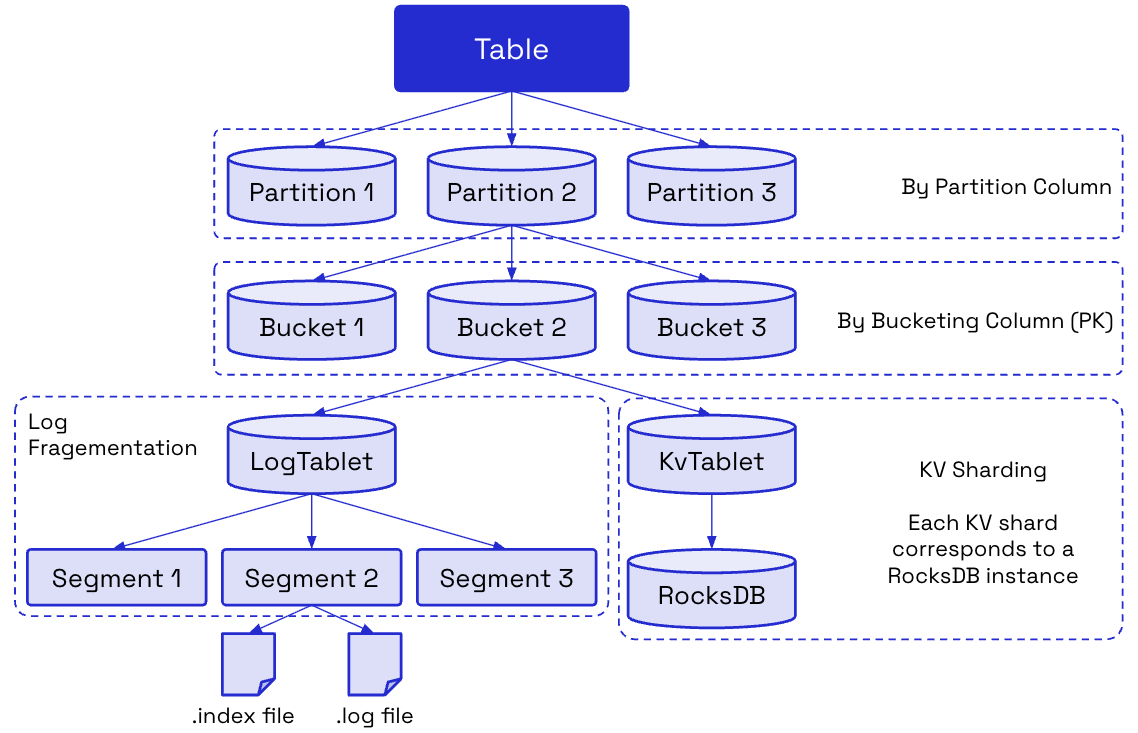 Table
Partition 1
Partition 2
Partition 3
By Partition Column
Bucket 1
Bucket 2
Bucket 3
By Bucketing Column (PK)
Log
Fragementation
LogTablet
Segment 1
Segment 2
Segment 3
.index file
.log file
KvTablet
RocksDB
KV Sharding
Each KV shard
corresponds to a
RocksDB instance